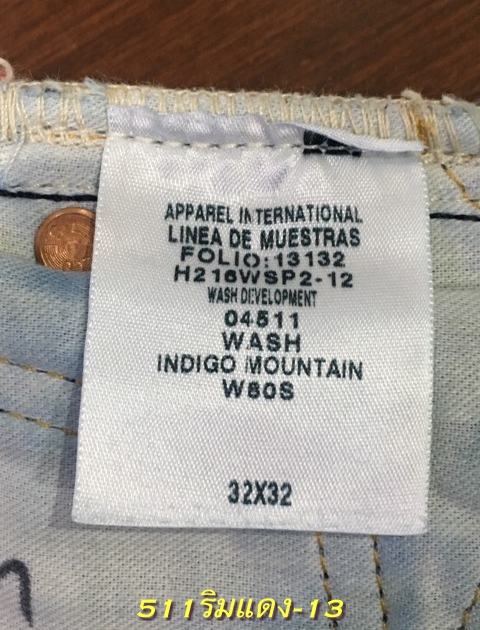 APPAREL INTERNATIONAL
LINEA DE MUESTRAS
FOLIO:13132
H216WSP2-12
WASH DEVELOPMENT
04511
WASH
INDIGO MOUNTAIN
W80S
32X32
511ริมแดง-13